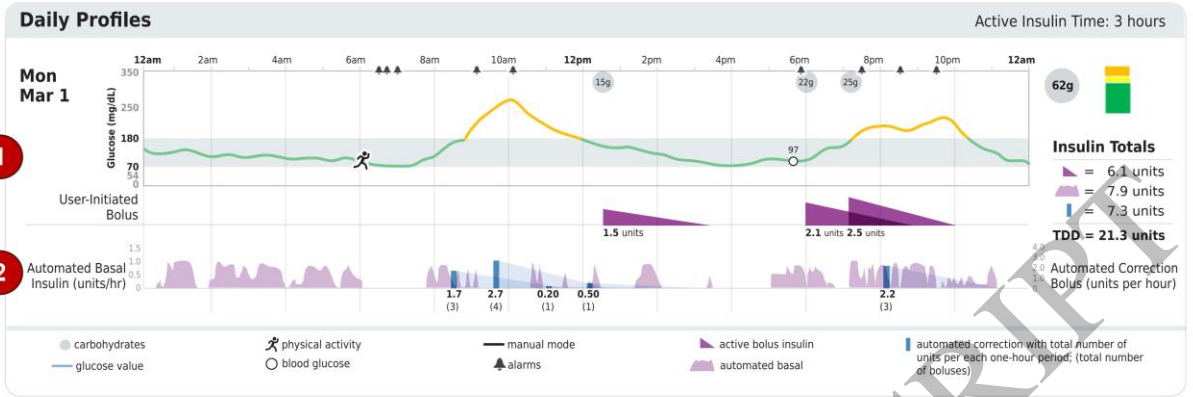 Daily Profiles
Active Insulin Time: 3 hours
12am 2am 4am 6am 8am 10am 12pm 2pm 4pm 6pm 8pm 10pm 12am
Mon
Mar 1
Glucose (mg/dL)
350
250
180
70
54
0
15g
22g
25g
97
62g
1
Insulin Totals
= 6.1 units
= 7.9 units
= 7.3 units
TDD = 21.3 units
User-Initiated
Bolus
1.5 units
2.1 units
2.5 units
2
Automated Basal
Insulin (units/hr)
1.5
1.0
0.5
0
1.7
(3)
2.7
(4)
0.20
(1)
0.50
(1)
2.2
(3)
4.0
3.0
2.0
1.0
0
Automated Correction
Bolus (units per hour)
carbohydrates
glucose value
physical activity
blood glucose
manual mode
alarms
active bolus insulin
automated basal
automated correction with total number of
units per each one-hour period; (total number
of boluses)
RIPT